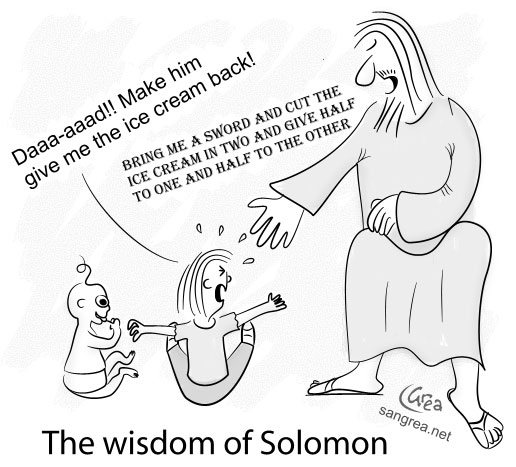 Daaa-aaad!! Make him
give me the ice cream back!
BRING ME A SWORD AND CUT THE
ICE CREAM IN TWO AND GIVE HALF
TO ONE AND HALF TO THE OTHER
Grea
sangrea.net
The wisdom of Solomon